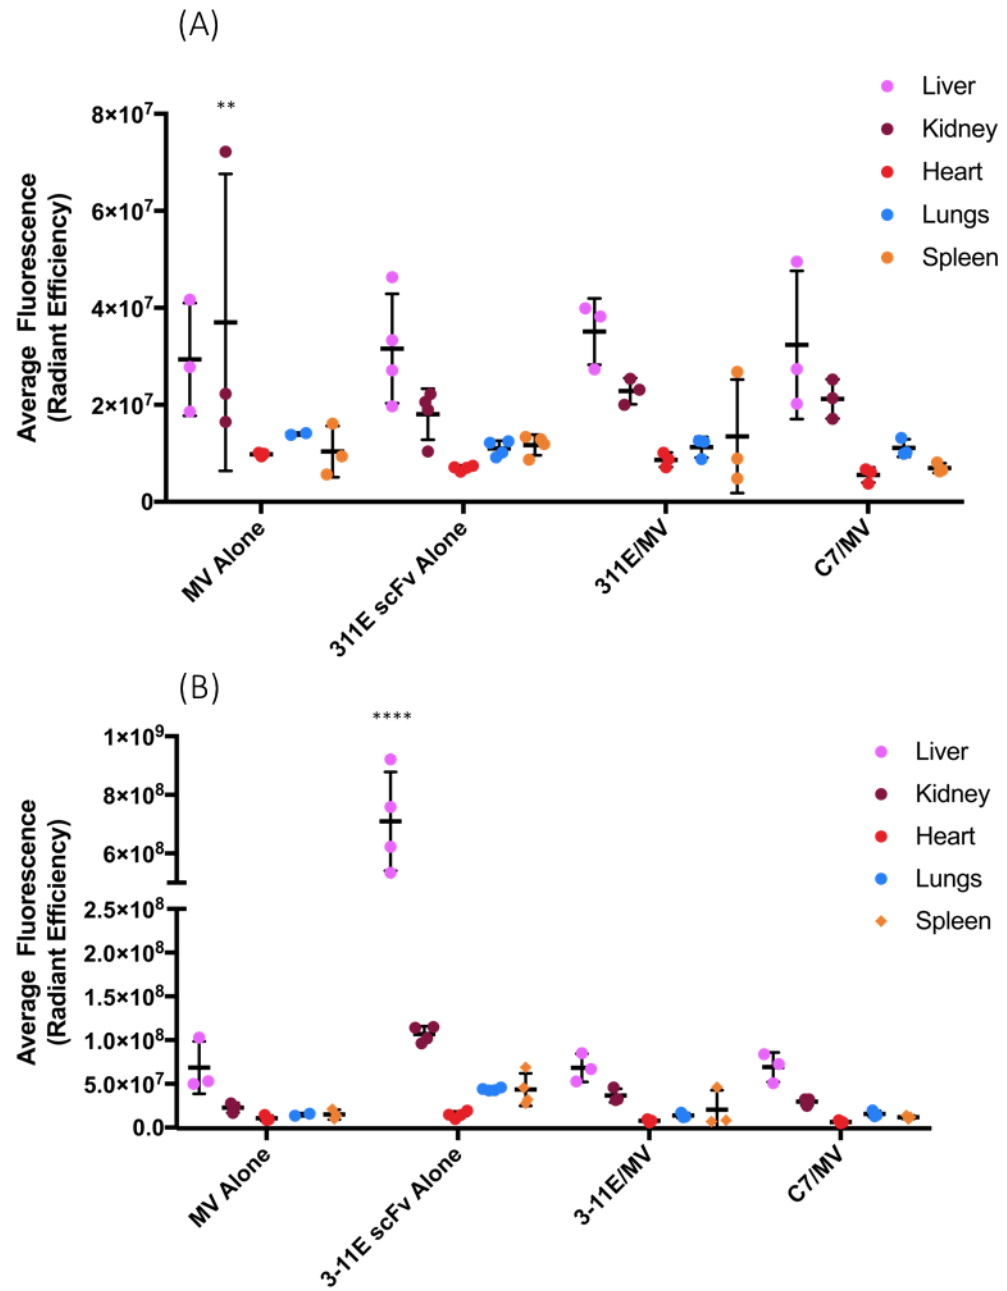 (A)
**
8×10⁷
6×10⁷
4×10⁷
2×10⁷
0
Average Fluorescence
(Radiant Efficiency)
Liver
Kidney
Heart
Lungs
Spleen
MV Alone
311E scFv Alone
311E/MV
C7/MV
(B)
****
1×10⁹
8×10⁸
6×10⁸
2.5×10⁸
2.0×10⁸
1.5×10⁸
1.0×10⁸
5.0×10⁷
0.0
Average Fluorescence
(Radiant Efficiency)
Liver
Kidney
Heart
Lungs
Spleen
MV Alone
3-11E scFv Alone
3-11E/MV
C7/MV